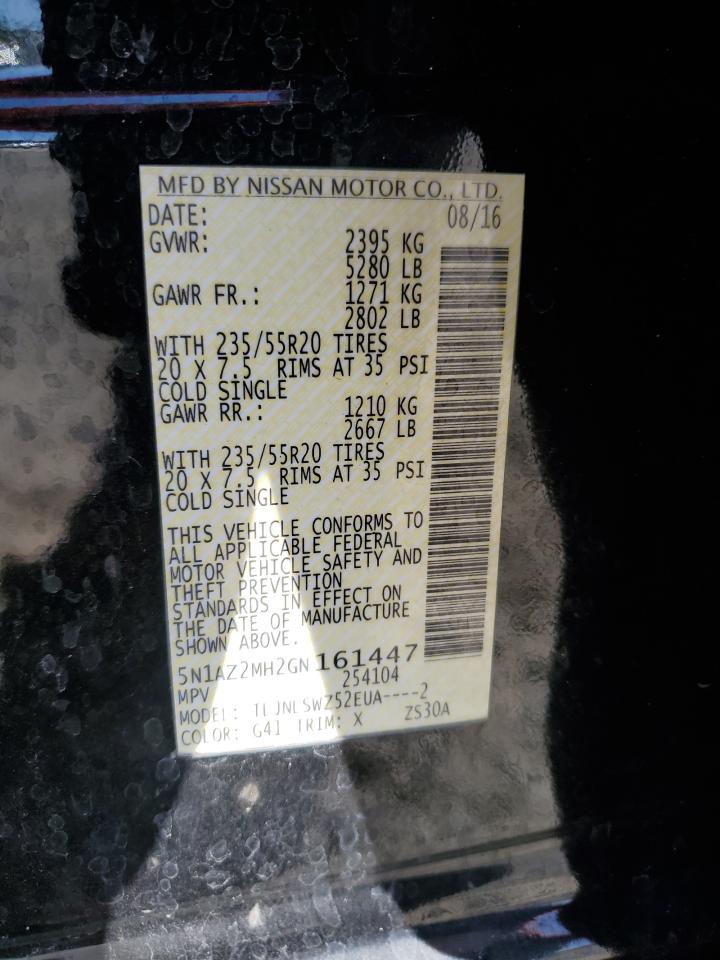 MFD BY NISSAN MOTOR CO., LTD.
DATE: 08/16
GVWR: 2395 KG
5280 LB
GAWR FR.: 1271 KG
2802 LB
WITH 235/55R20 TIRES
20 X 7.5 RIMS AT 35 PSI
COLD SINGLE
GAWR RR.: 1210 KG
2667 LB
WITH 235/55R20 TIRES
20 X 7.5 RIMS AT 35 PSI
COLD SINGLE
THIS VEHICLE CONFORMS TO
ALL APPLICABLE FEDERAL
MOTOR VEHICLE SAFETY AND
THEFT PREVENTION
STANDARDS IN EFFECT ON
THE DATE OF MANUFACTURE
SHOWN ABOVE.
5N1AZ2MH2GN161447
MPV 254104
MODEL:
ZS30A
COLOR: G41 TRIM: X